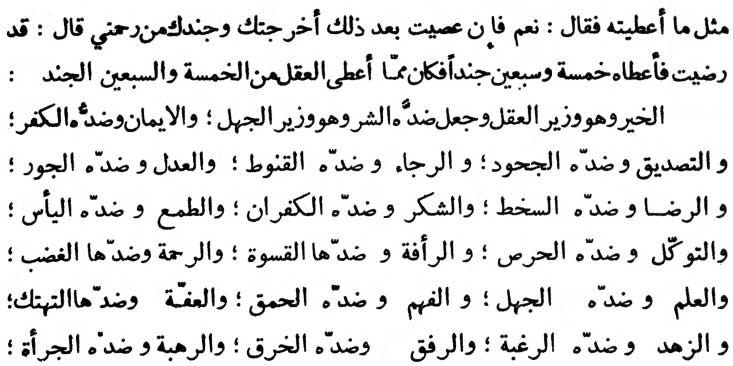 مثل ما أعطيته فقال : نعم فإن عصيت بعد ذلك أخرجتك وجندك من رحمتي قال : قد
رضيت فأعطاه خمسة وسبعين جنداً فكان ممّا أعطى العقل من الخمسة والسبعين الجند :
الخير وهو وزير العقل وجعل ضدَّه الشر وهو وزير الجهل ؛ والايمان وضدُّه الكفر ؛
و التصديق و ضدّه الجحود ؛ و الرجاء و ضدّه القنوط ؛ والعدل و ضدّه الجور ؛
و الرضا و ضدّه السخط ؛ والشكر و ضدّه الكفران ؛ والطمع و ضدّه اليأس ؛
والتوكّل و ضدّه الحرص ؛ و الرأفة و ضدّها القسوة ؛ والرحمة وضدّها الغضب ؛
والعلم و ضدّه الجهل ؛ و الفهم و ضدّه الحمق ؛ والعفّة وضدّها التهتك ؛
و الزهد و ضدّه الرغبة ؛ والرفق وضدّه الخرق ؛ والرهبة و ضدّه الجرأة ؛